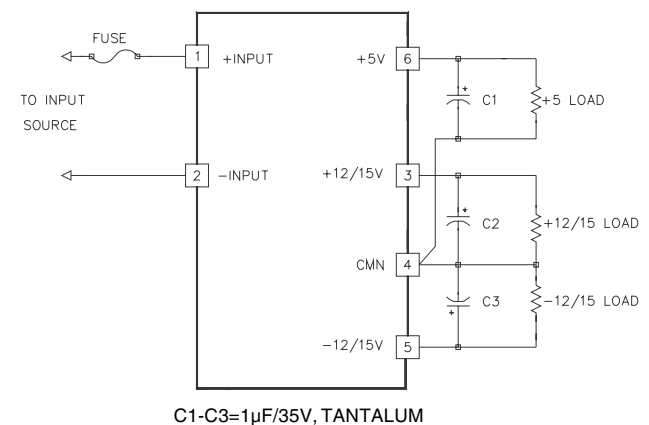 FUSE
1
+INPUT
+5V
6
+
C1
+5 LOAD
TO INPUT
SOURCE
2
−INPUT
+12/15V
3
+
C2
+12/15 LOAD
CMN
4
C3
+
−12/15 LOAD
−12/15V
5
C1-C3=1µF/35V, TANTALUM